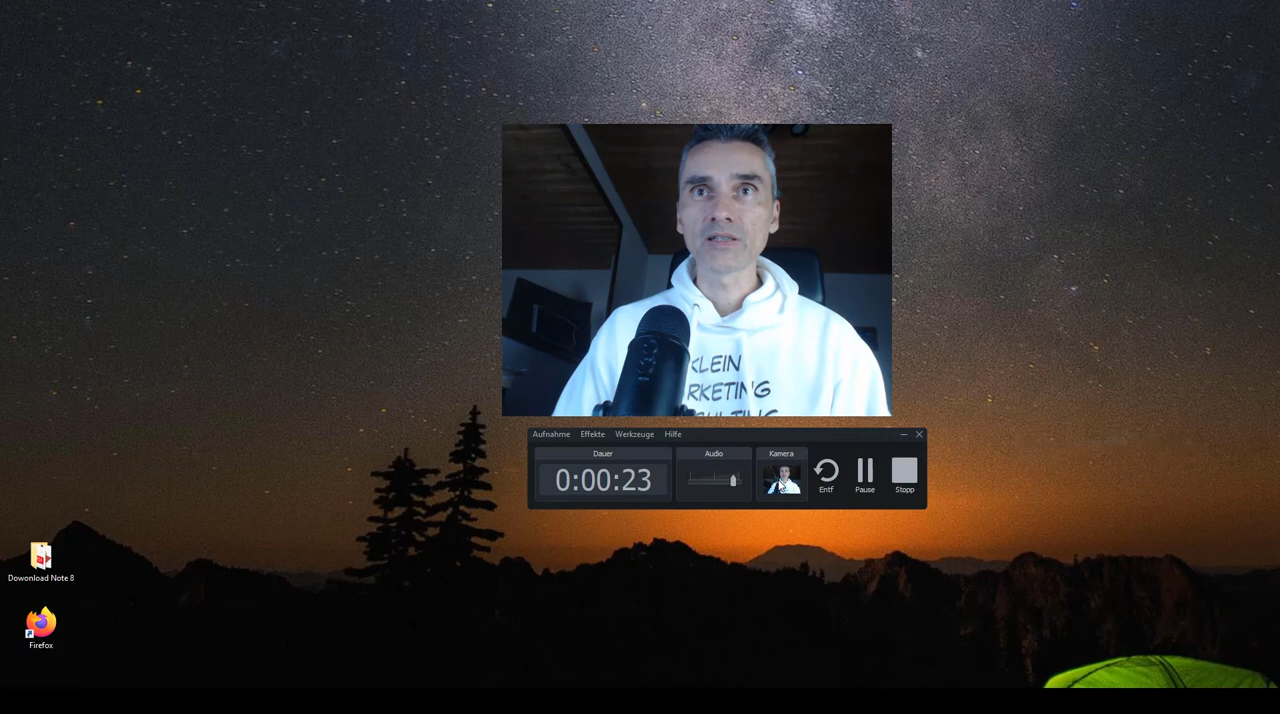 KLEIN
RKETING
Aufnahme Effekte Werkzeuge Hilfe
Dauer Audio Kamera
0:00:23
Entf Pause Stopp
Dowonload Note 8
Firefox